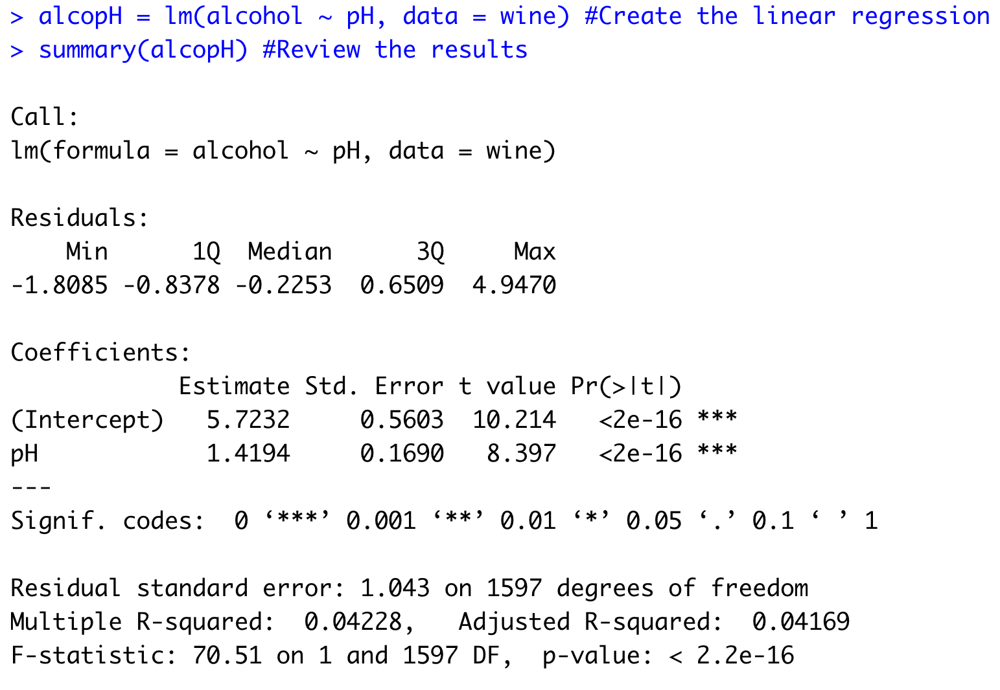 > alcopH = lm(alcohol ~ pH, data = wine) #Create the linear regression
> summary(alcopH) #Review the results
Call:
lm(formula = alcohol ~ pH, data = wine)
Residuals:
    Min      1Q  Median      3Q     Max
-1.8085 -0.8378 -0.2253  0.6509  4.9470
Coefficients:
            Estimate Std. Error t value Pr(>|t|)
(Intercept)   5.7232     0.5603  10.214   <2e-16 ***
pH            1.4194     0.1690   8.397   <2e-16 ***
---
Signif. codes:  0 ‘***’ 0.001 ‘**’ 0.01 ‘*’ 0.05 ‘.’ 0.1 ‘ ’ 1
Residual standard error: 1.043 on 1597 degrees of freedom
Multiple R-squared:  0.04228,   Adjusted R-squared:  0.04169
F-statistic: 70.51 on 1 and 1597 DF,  p-value: < 2.2e-16